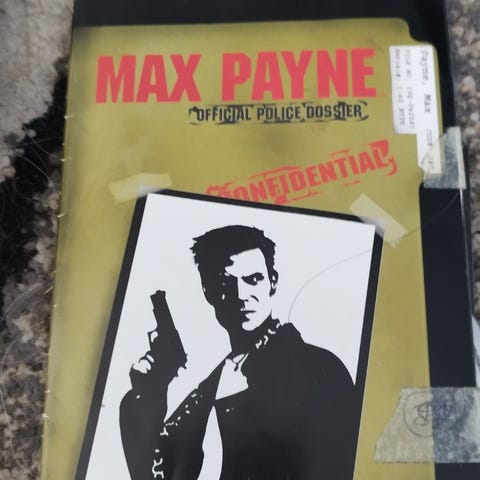 MAX PAYNE
OFFICIAL POLICE DOSSIER
Payne, Max
CONFIDENTIAL